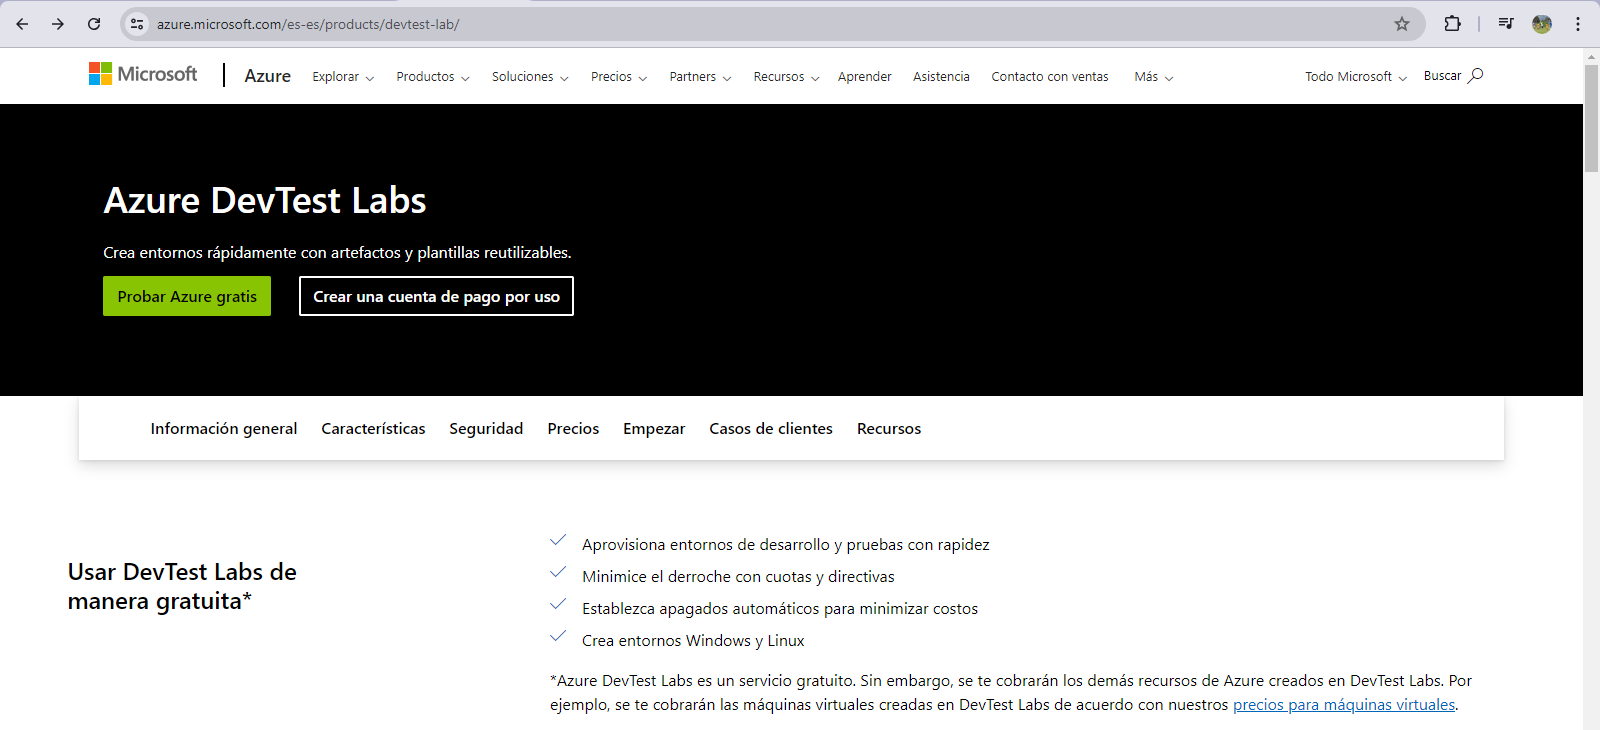 azure.microsoft.com/es-es/products/devtest-lab/
Microsoft Azure Explorar Productos Soluciones Precios Partners Recursos Aprender Asistencia Contacto con ventas Más Todo Microsoft Buscar
Azure DevTest Labs
Crea entornos rápidamente con artefactos y plantillas reutilizables.
Probar Azure gratis Crear una cuenta de pago por uso
Información general Características Seguridad Precios Empezar Casos de clientes Recursos
Usar DevTest Labs de
manera gratuita*
Aprovisiona entornos de desarrollo y pruebas con rapidez
Minimice el derroche con cuotas y directivas
Establezca apagados automáticos para minimizar costos
Crea entornos Windows y Linux
*Azure DevTest Labs es un servicio gratuito. Sin embargo, se te cobrarán los demás recursos de Azure creados en DevTest Labs. Por
ejemplo, se te cobrarán las máquinas virtuales creadas en DevTest Labs de acuerdo con nuestros precios para máquinas virtuales.